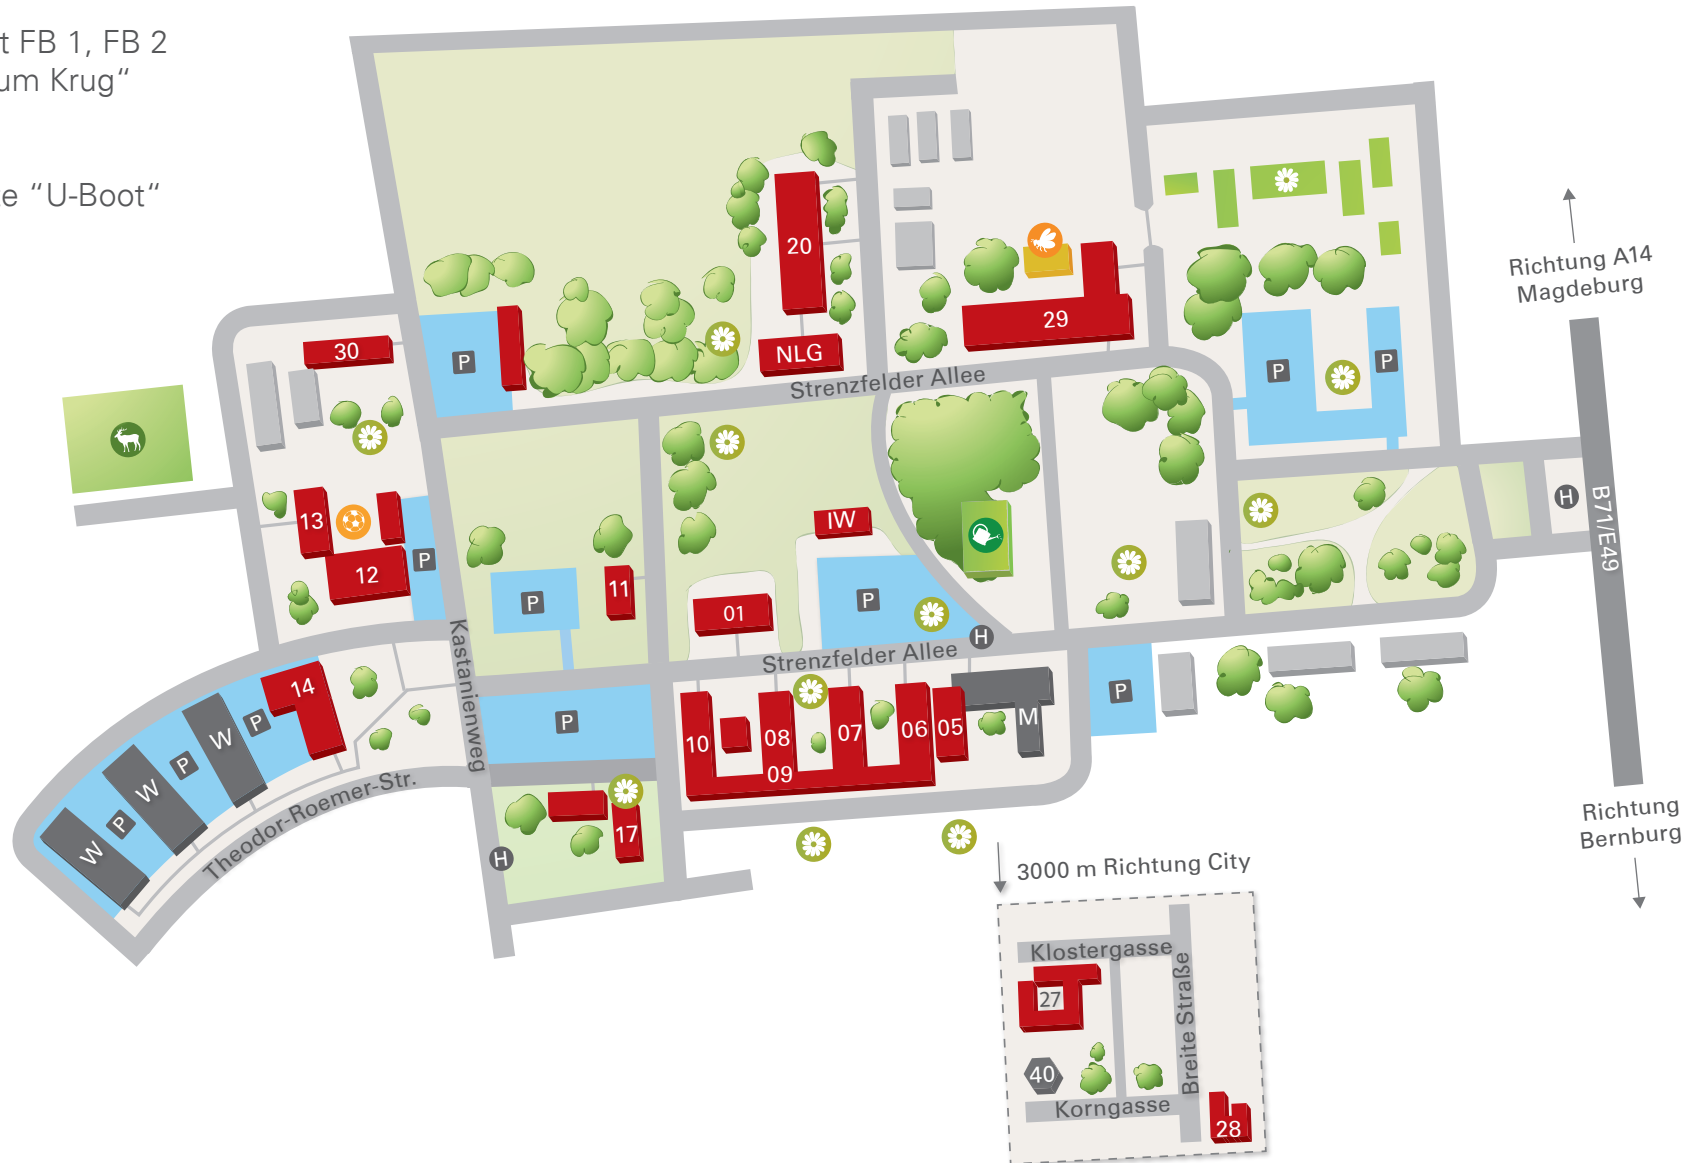 t FB 1, FB 2
um Krug“
te “U-Boot“
20
NLG
29
30
P
Strenzfelder Allee
P
P
Richtung A14
Magdeburg
13
12
P
IW
H
B71/E49
P
11
01
P
H
Strenzfelder Allee
Kastanienweg
14
P
W
P
W
P
W
Theodor-Roemer-Str.
P
10
08
09
07
06
05
M
P
17
H
Richtung
Bernburg
3000 m Richtung City
Klostergasse
27
Breite Straße
40
Korngasse
28